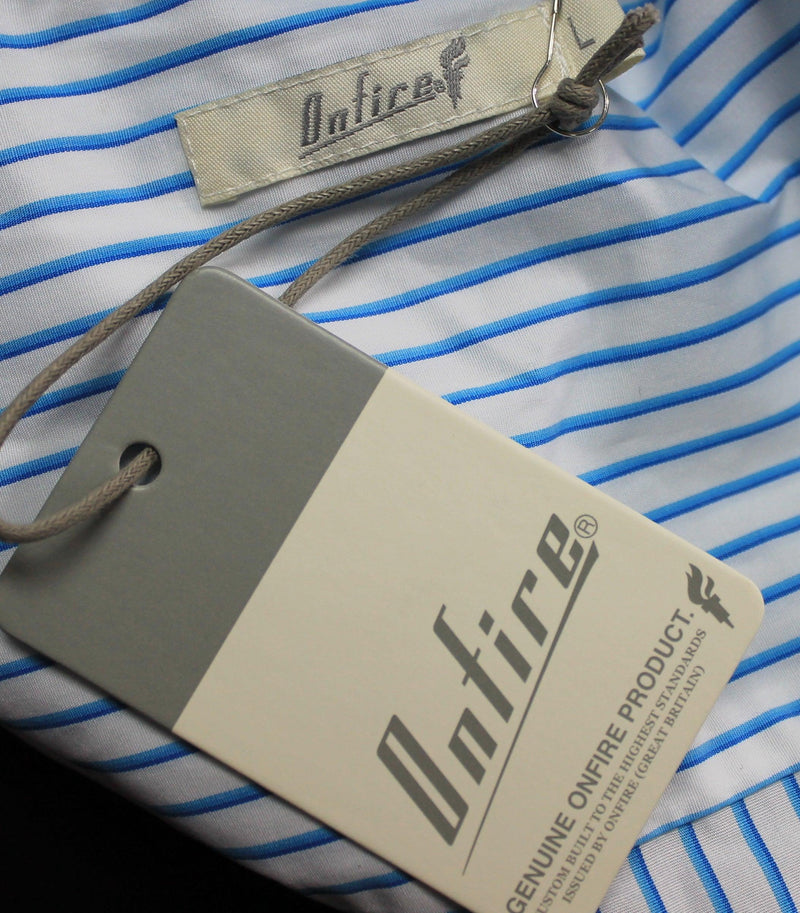 Onfire
L
Onfire®
GENUINE ONFIRE PRODUCT.
CUSTOM BUILT TO THE HIGHEST STANDARDS
ISSUED BY ONFIRE (GREAT BRITAIN)